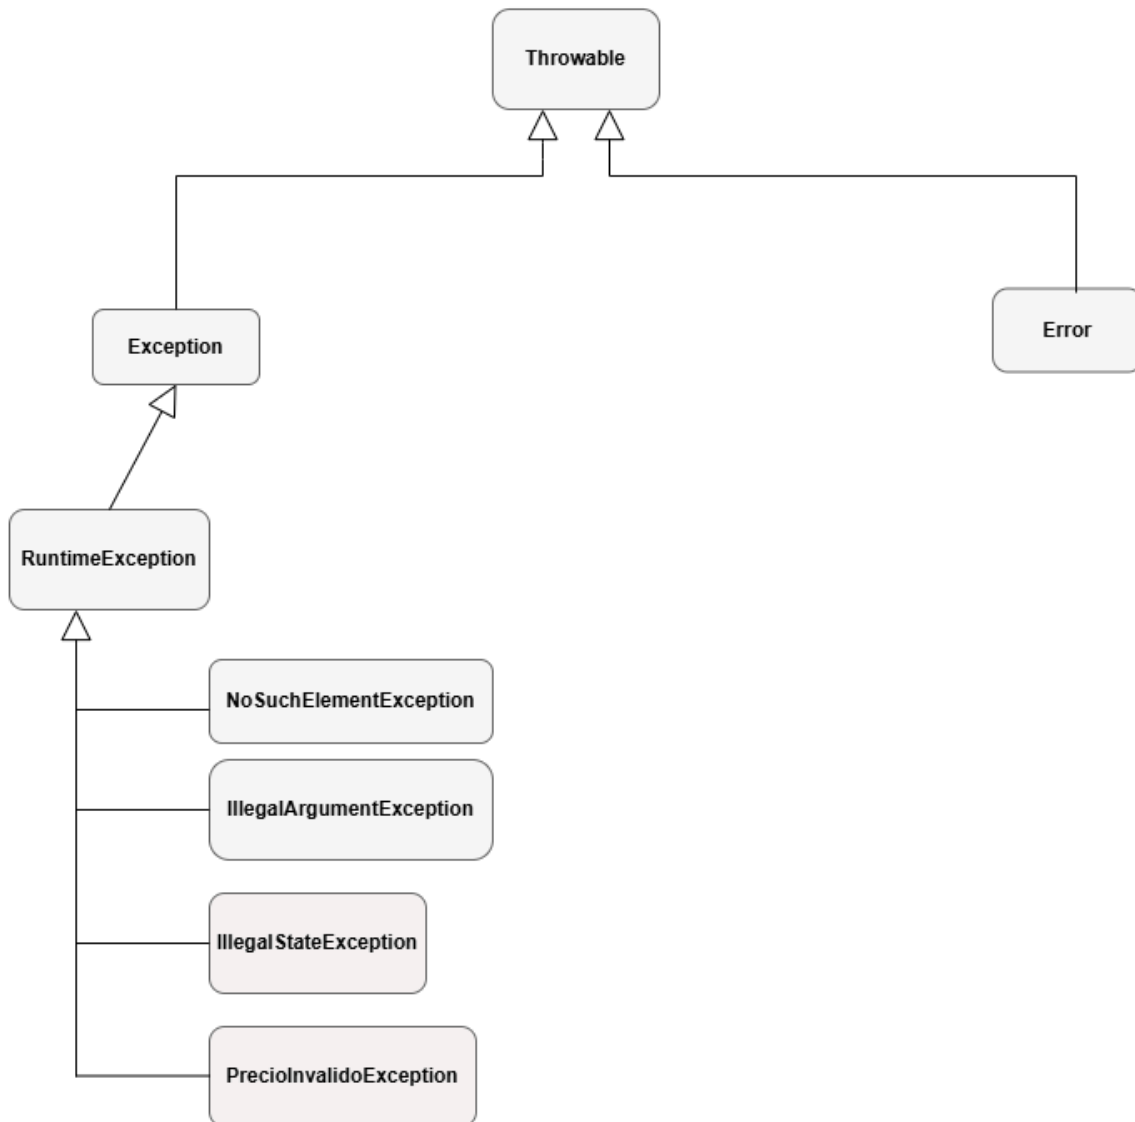 Throwable
Exception
Error
RuntimeException
NoSuchElementException
IllegalArgumentException
IllegalStateException
PrecioInvalidoException